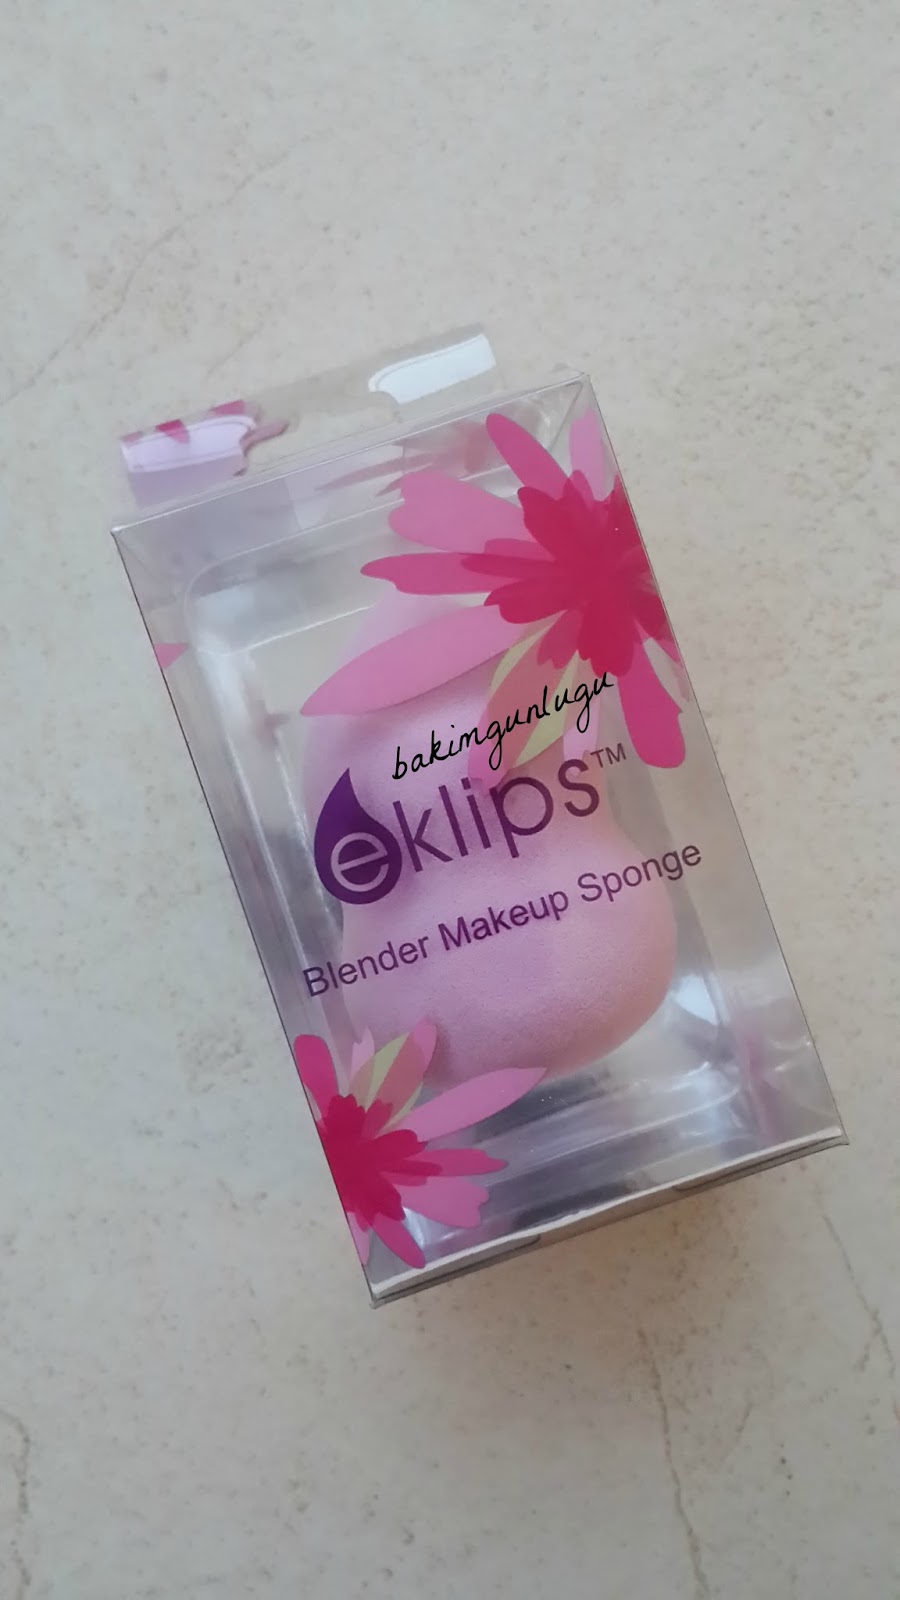 bakimgunlugu
eklips™
Blender Makeup Sponge